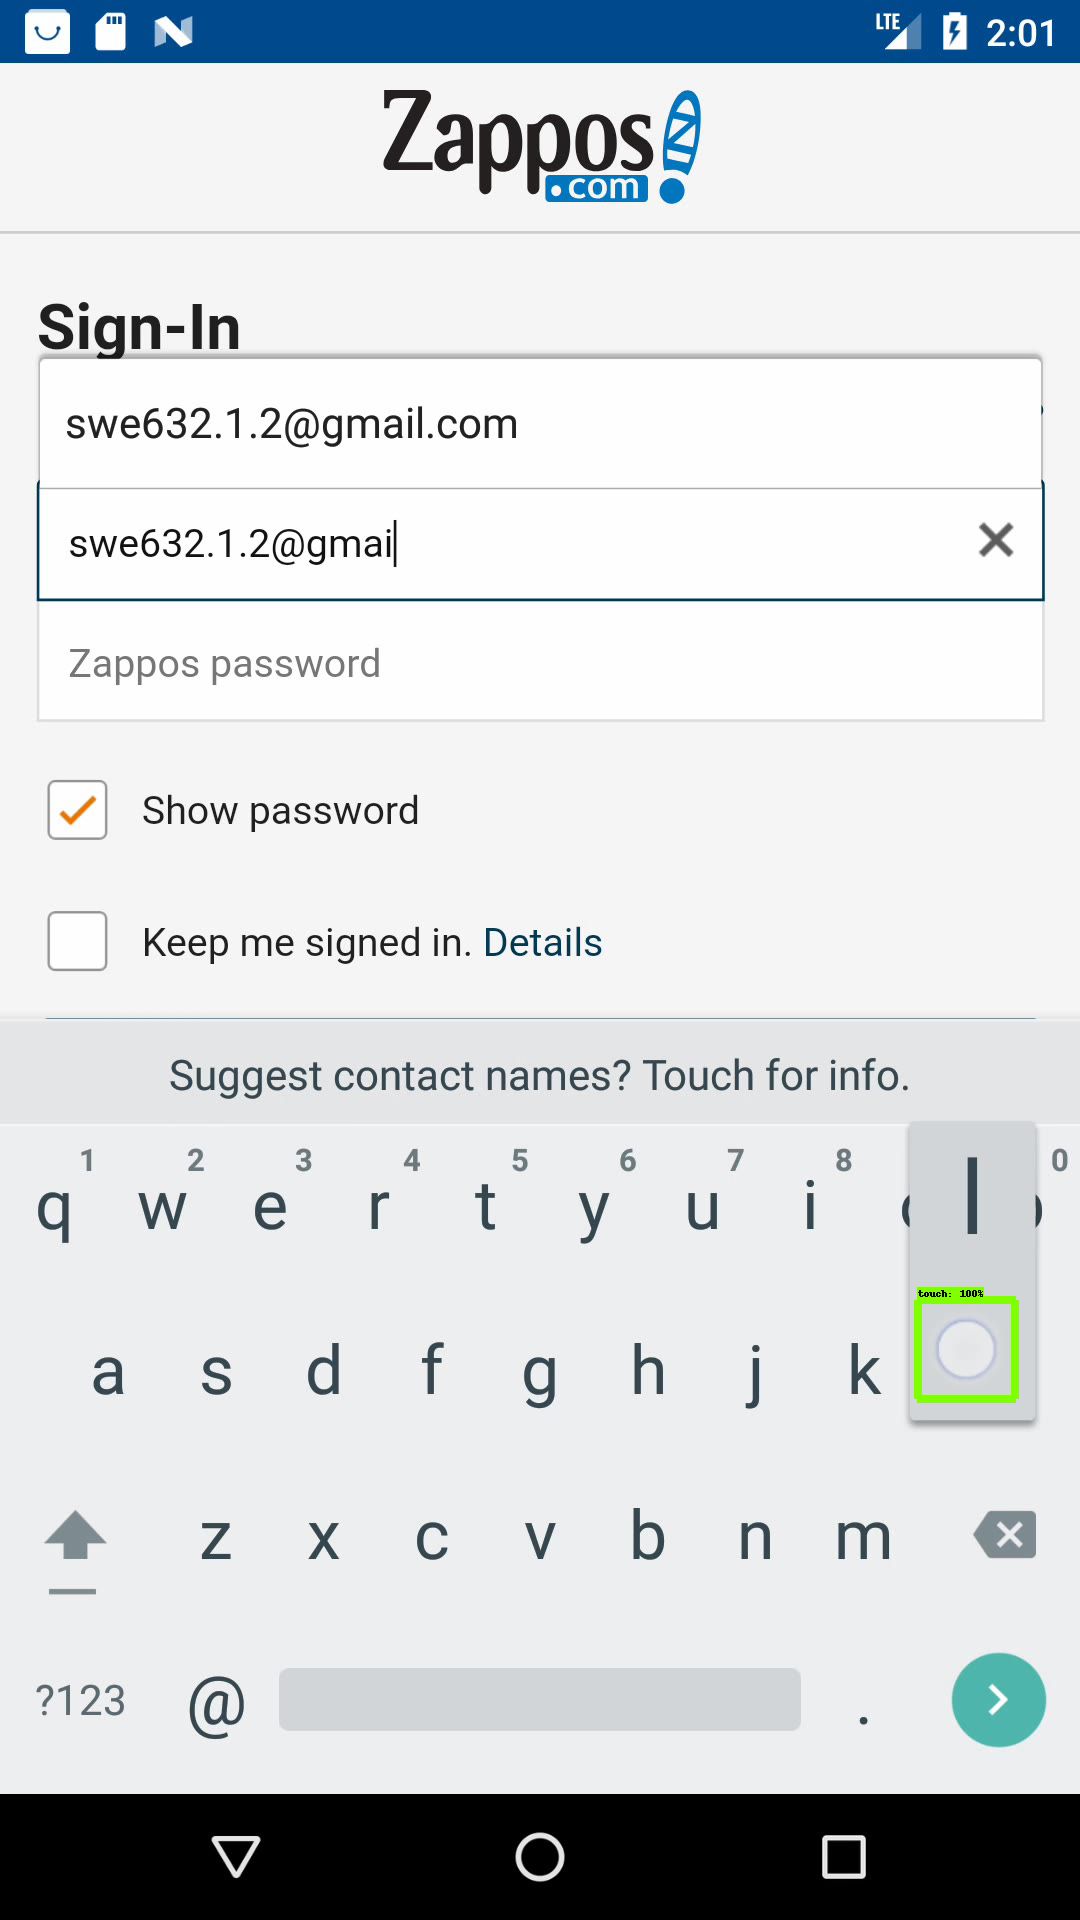 LTE 2:01
Zappos
.com
Sign-In
swe632.1.2@gmail.com
swe632.1.2@gmai
Zappos password
Show password
Keep me signed in. Details
Suggest contact names? Touch for info.
1 2 3 4 5 6 7 8 0
q w e r t y u i l
touch: 100%
a s d f g h j k
z x c v b n m
?123 @ .